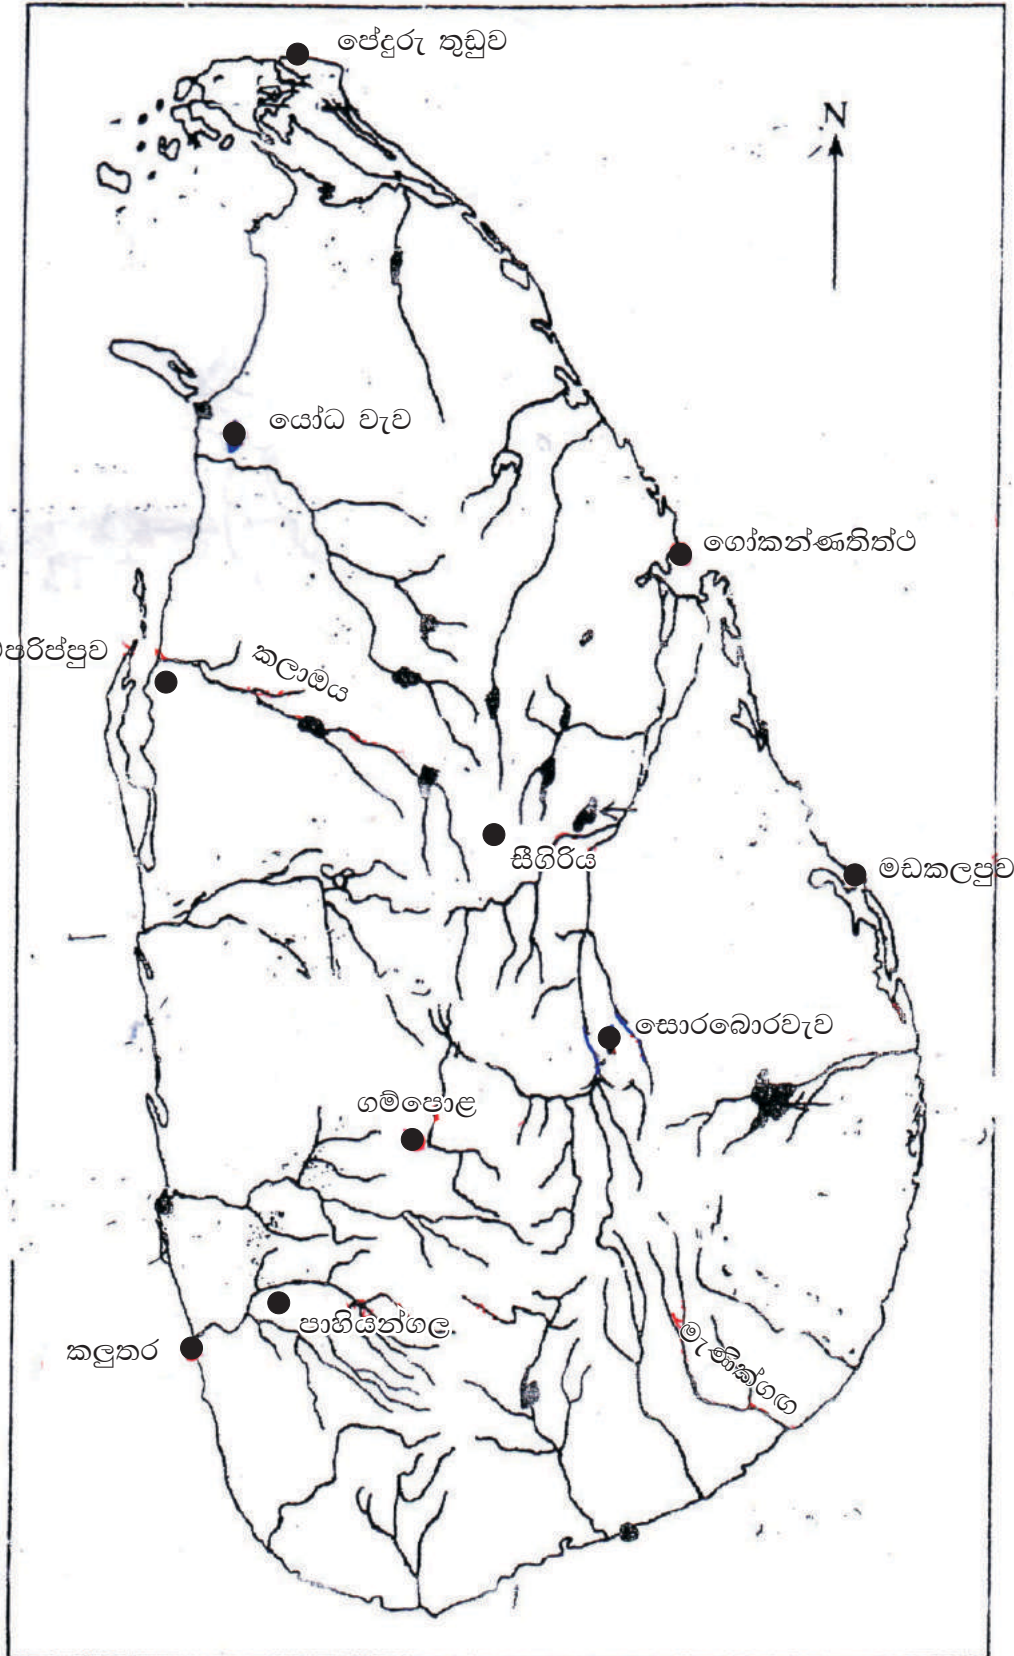 පේදුරු තුඩුව
N
යෝධ වැව
ගෝකන්ණතිත්ථ
පරිප්පුව
කලාඔය
සීගිරිය
මඩකලපුව
සොරබොරවැව
ගම්පොළ
පාහියන්ගල
කලුතර
මැණික්ගඟ